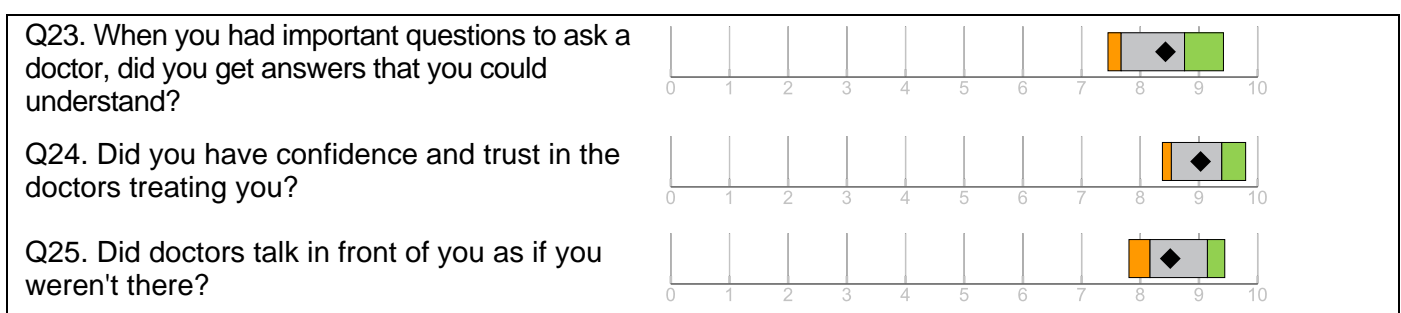 Q23. When you had important questions to ask a
doctor, did you get answers that you could
understand?
0 1 2 3 4 5 6 7 8 9 10
Q24. Did you have confidence and trust in the
doctors treating you?
0 1 2 3 4 5 6 7 8 9 10
Q25. Did doctors talk in front of you as if you
weren't there?
0 1 2 3 4 5 6 7 8 9 10